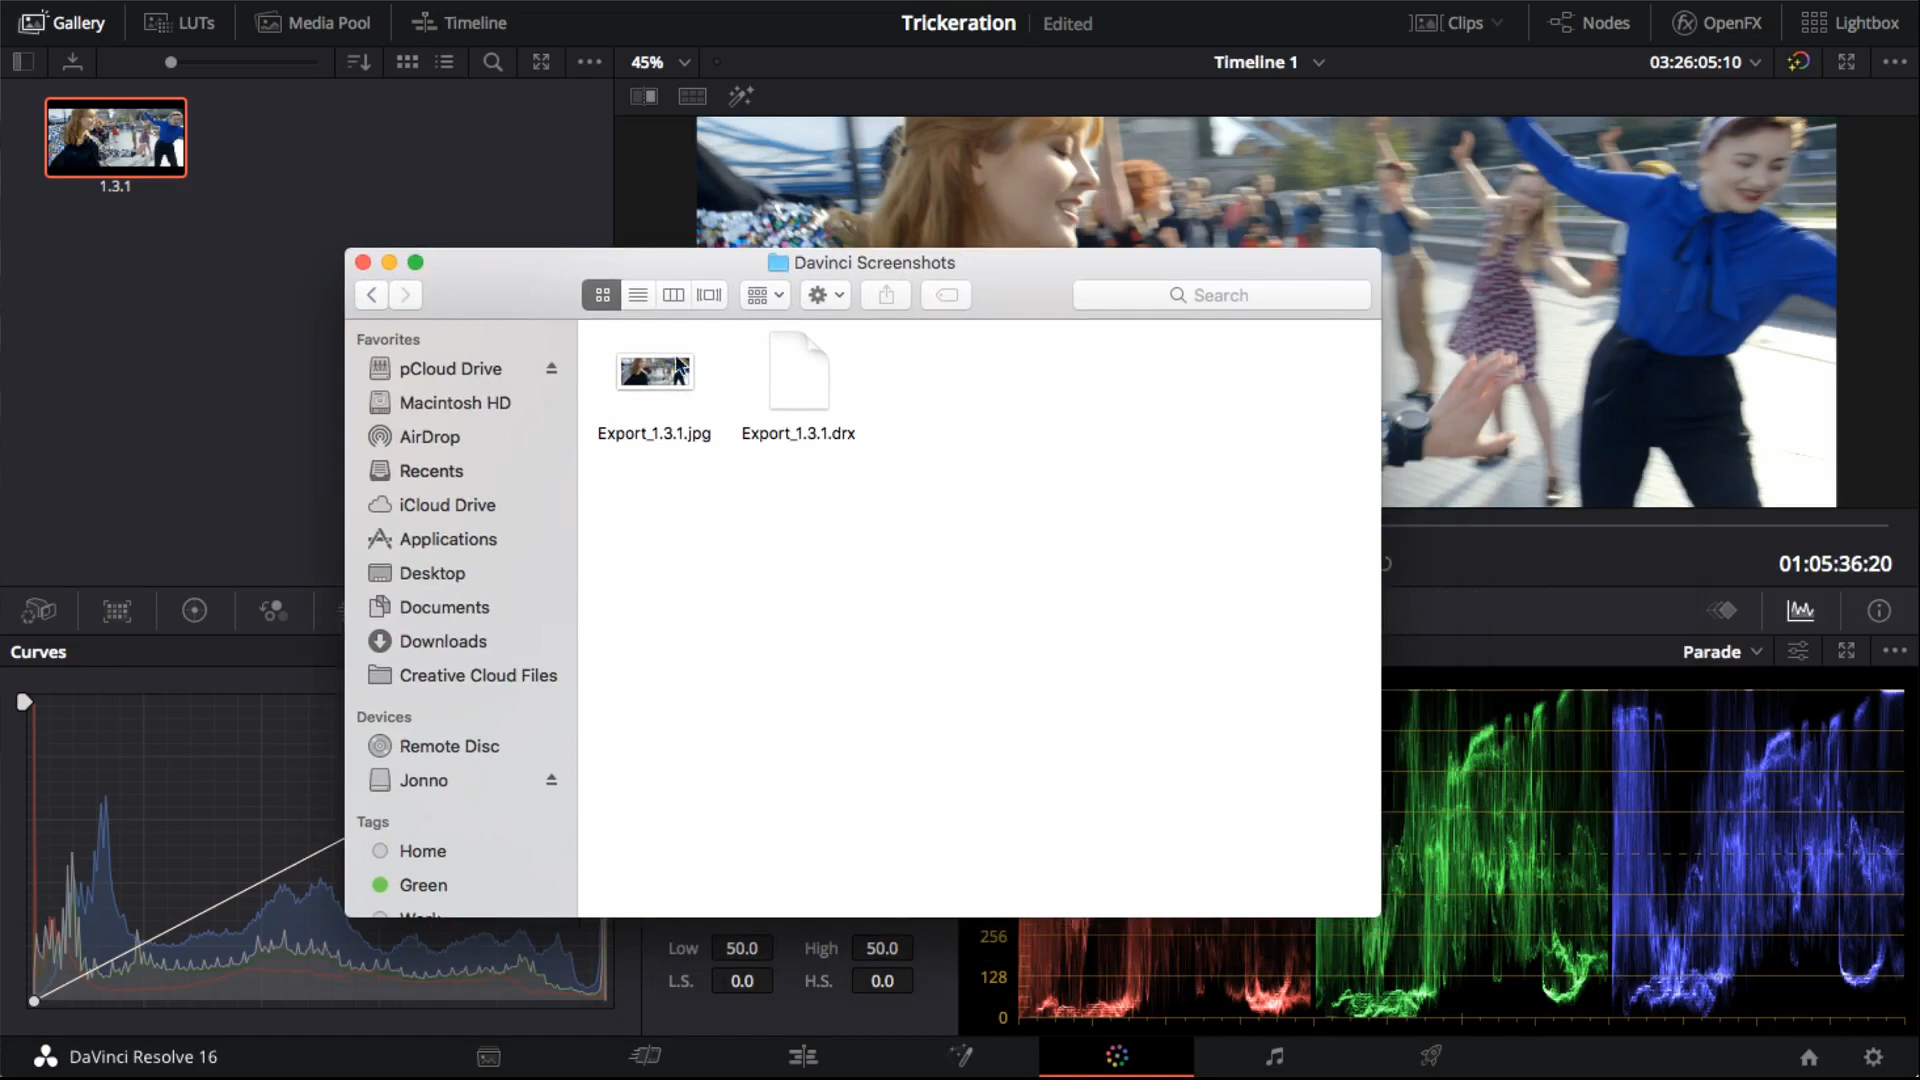 Gallery
LUTs
Media Pool
Timeline
Trickeration
Edited
Clips
Nodes
OpenFX
Lightbox
45%
Timeline 1
03:26:05:10
1.3.1
Davinci Screenshots
Search
Favorites
pCloud Drive
Macintosh HD
AirDrop
Recents
iCloud Drive
Applications
Desktop
Documents
Downloads
Creative Cloud Files
Devices
Remote Disc
Jonno
Tags
Home
Green
Export_1.3.1.jpg
Export_1.3.1.drx
01:05:36:20
Curves
Parade
Low 50.0 High 50.0
L.S. 0.0 H.S. 0.0
256
128
0
DaVinci Resolve 16